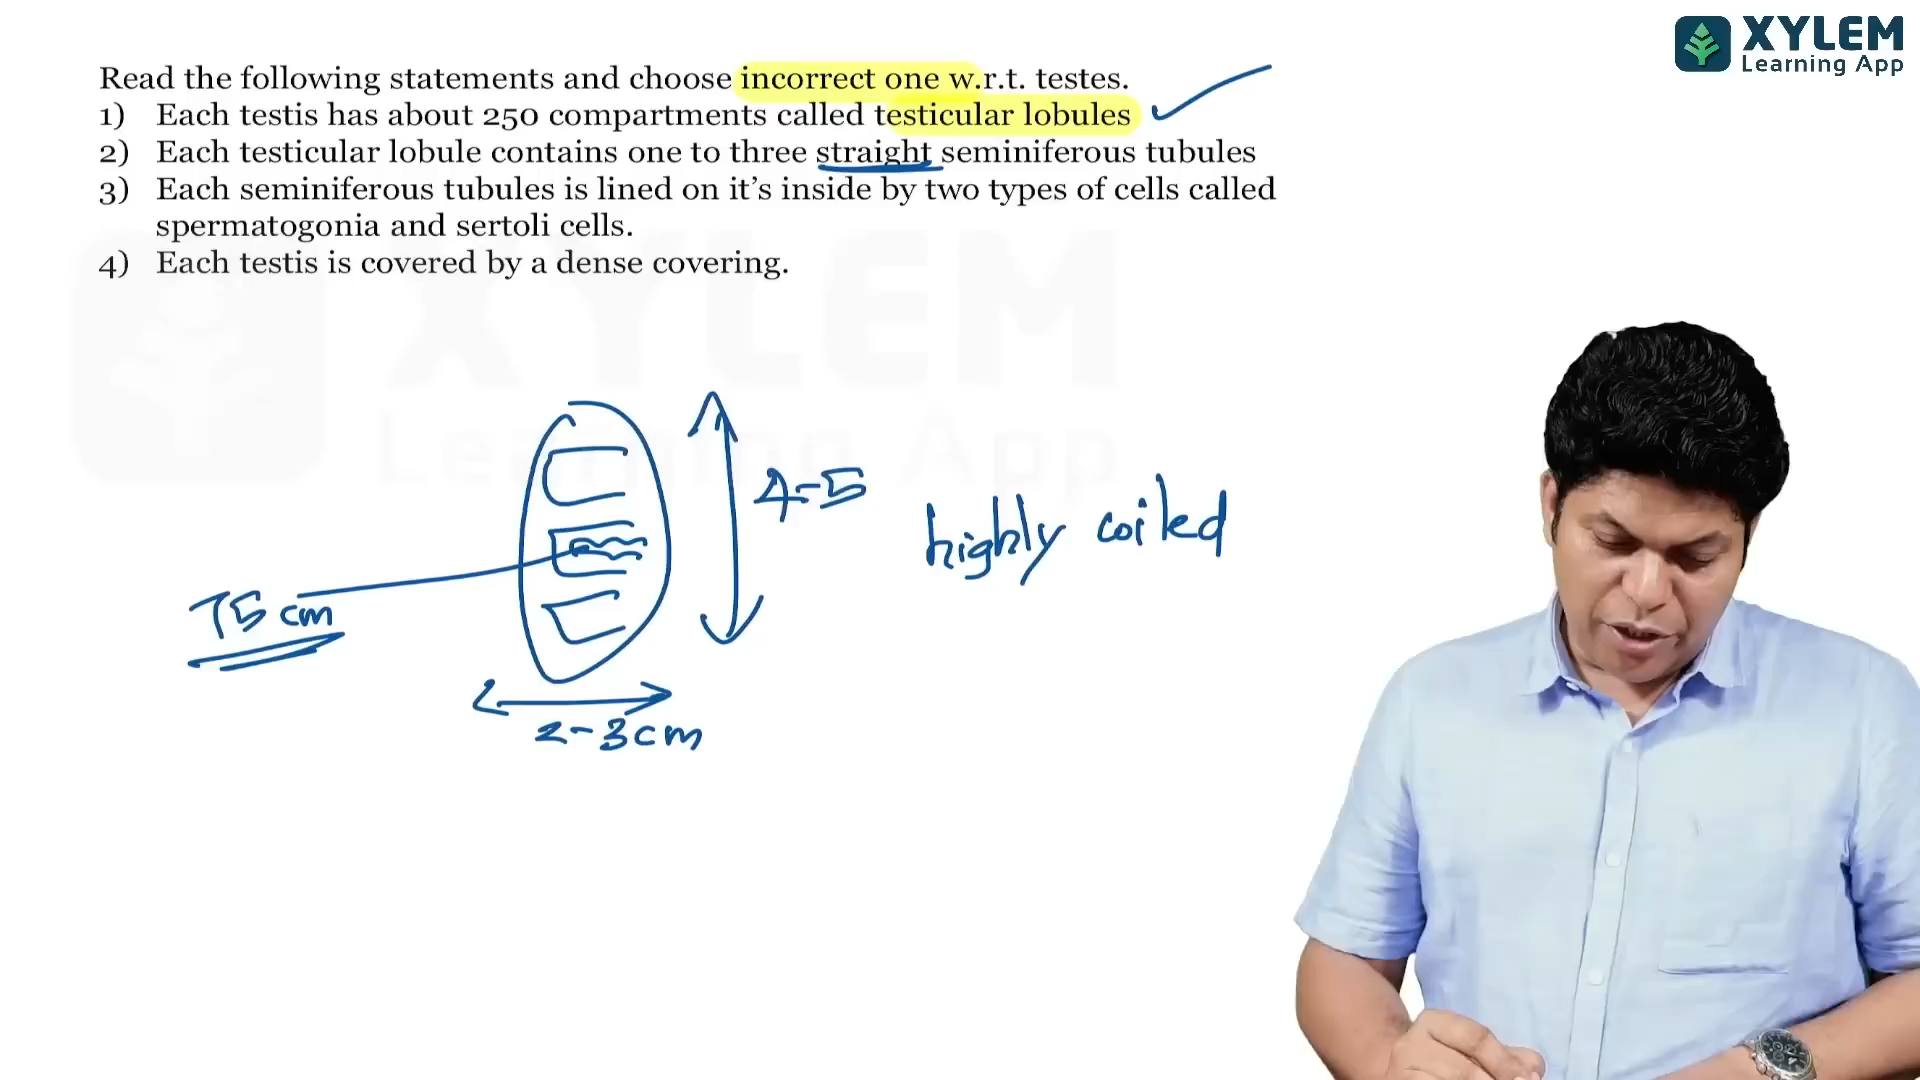 XYLEM
Learning App
Read the following statements and choose incorrect one w.r.t. testes.
1) Each testis has about 250 compartments called testicular lobules
2) Each testicular lobule contains one to three straight seminiferous tubules
3) Each seminiferous tubules is lined on it's inside by two types of cells called
spermatogonia and sertoli cells.
4) Each testis is covered by a dense covering.
XYLEM
Learning App
4-5
highly coiled
75 cm
2-3cm